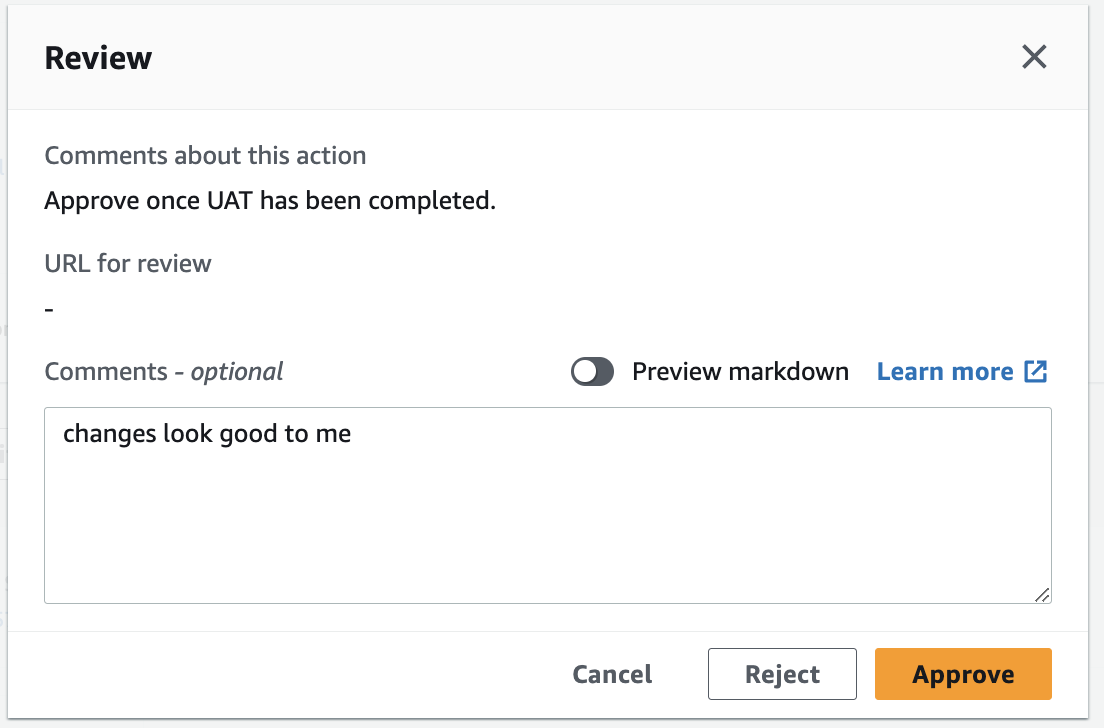 Review
Comments about this action
Approve once UAT has been completed.
URL for review
-
Comments - optional
Preview markdown
Learn more
changes look good to me
Cancel
Reject
Approve